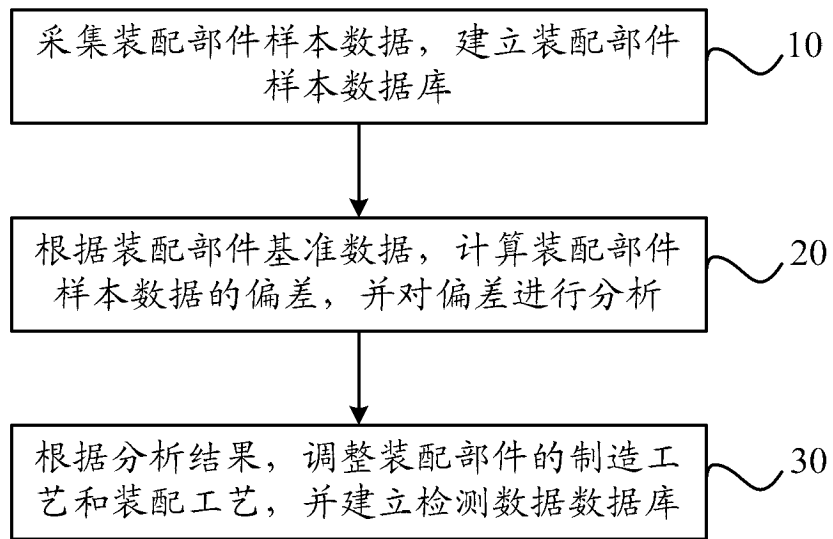 采集装配部件样本数据，建立装配部件
样本数据库
10
根据装配部件基准数据，计算装配部件
样本数据的偏差，并对偏差进行分析
20
根据分析结果，调整装配部件的制造工
艺和装配工艺，并建立检测数据数据库
30